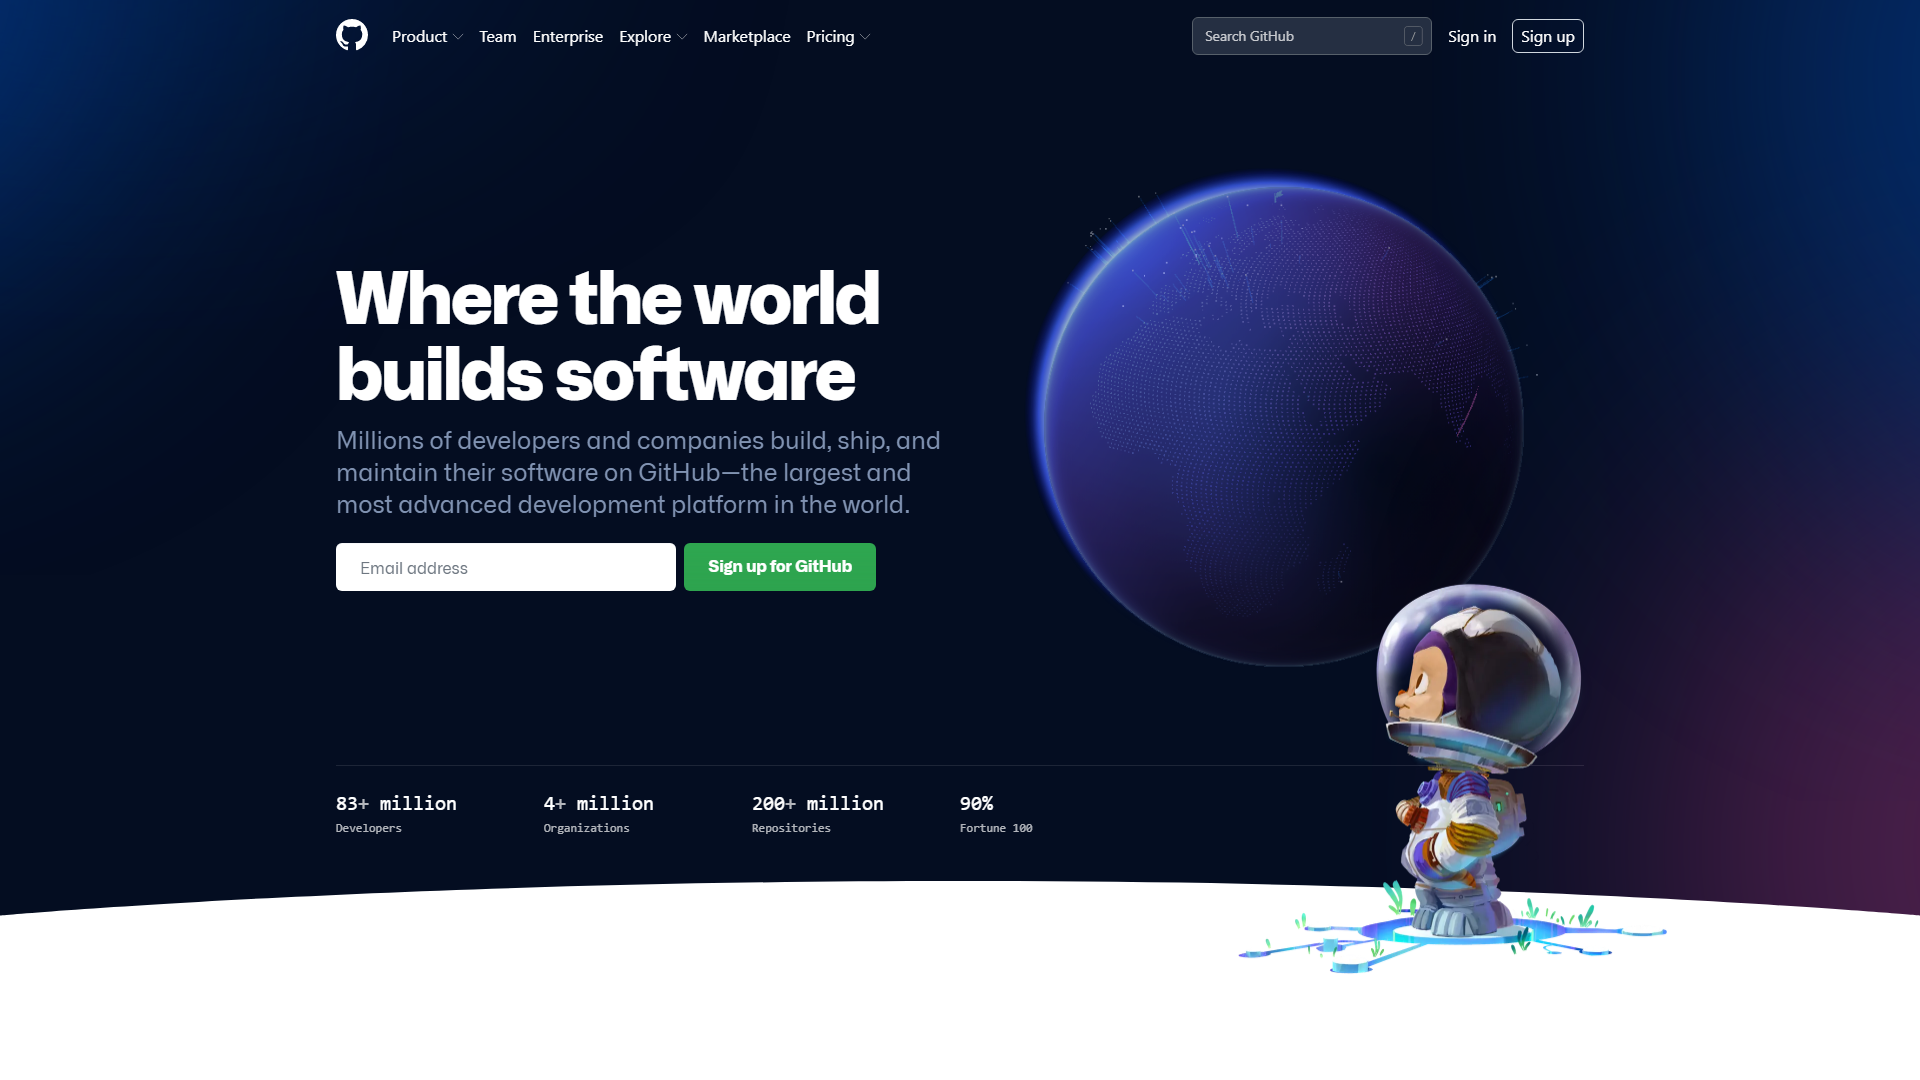 Product
Team
Enterprise
Explore
Marketplace
Pricing
Search GitHub
/
Sign in
Sign up
Where the world
builds software
Millions of developers and companies build, ship, and
maintain their software on GitHub—the largest and
most advanced development platform in the world.
Email address
Sign up for GitHub
83+ million
Developers
4+ million
Organizations
200+ million
Repositories
90%
Fortune 100